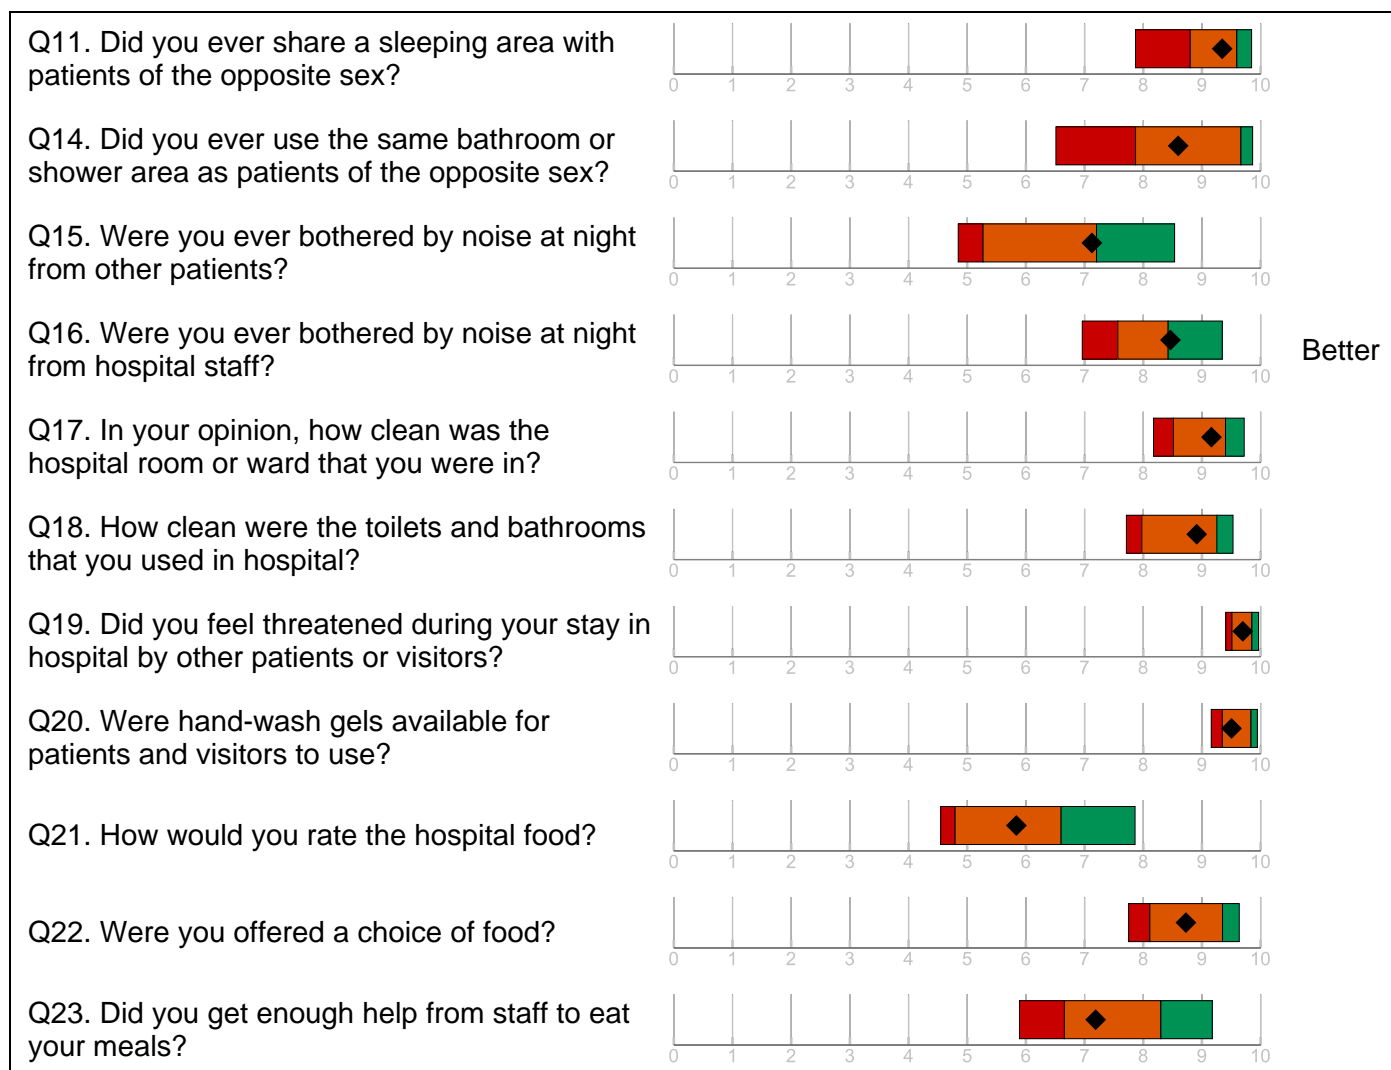 Q11. Did you ever share a sleeping area with
patients of the opposite sex?
0 1 2 3 4 5 6 7 8 9 10
Q14. Did you ever use the same bathroom or
shower area as patients of the opposite sex?
0 1 2 3 4 5 6 7 8 9 10
Q15. Were you ever bothered by noise at night
from other patients?
0 1 2 3 4 5 6 7 8 9 10
Q16. Were you ever bothered by noise at night
from hospital staff?
Better
0 1 2 3 4 5 6 7 8 9 10
Q17. In your opinion, how clean was the
hospital room or ward that you were in?
0 1 2 3 4 5 6 7 8 9 10
Q18. How clean were the toilets and bathrooms
that you used in hospital?
0 1 2 3 4 5 6 7 8 9 10
Q19. Did you feel threatened during your stay in
hospital by other patients or visitors?
0 1 2 3 4 5 6 7 8 9 10
Q20. Were hand-wash gels available for
patients and visitors to use?
0 1 2 3 4 5 6 7 8 9 10
Q21. How would you rate the hospital food?
0 1 2 3 4 5 6 7 8 9 10
Q22. Were you offered a choice of food?
0 1 2 3 4 5 6 7 8 9 10
Q23. Did you get enough help from staff to eat
your meals?
0 1 2 3 4 5 6 7 8 9 10